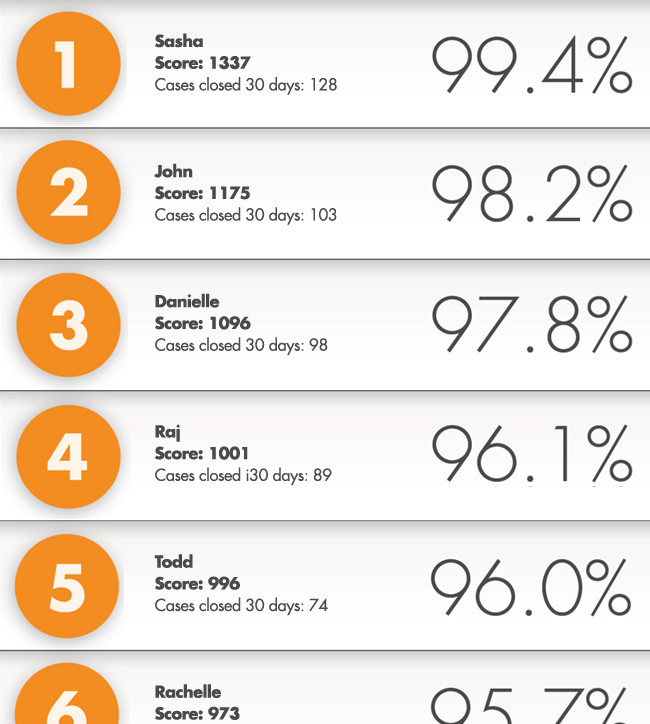 1
Sasha
Score: 1337
Cases closed 30 days: 128
99.4%
2
John
Score: 1175
Cases closed 30 days: 103
98.2%
3
Danielle
Score: 1096
Cases closed 30 days: 98
97.8%
4
Raj
Score: 1001
Cases closed i30 days: 89
96.1%
5
Todd
Score: 996
Cases closed 30 days: 74
96.0%
6
Rachelle
Score: 973
95.7%